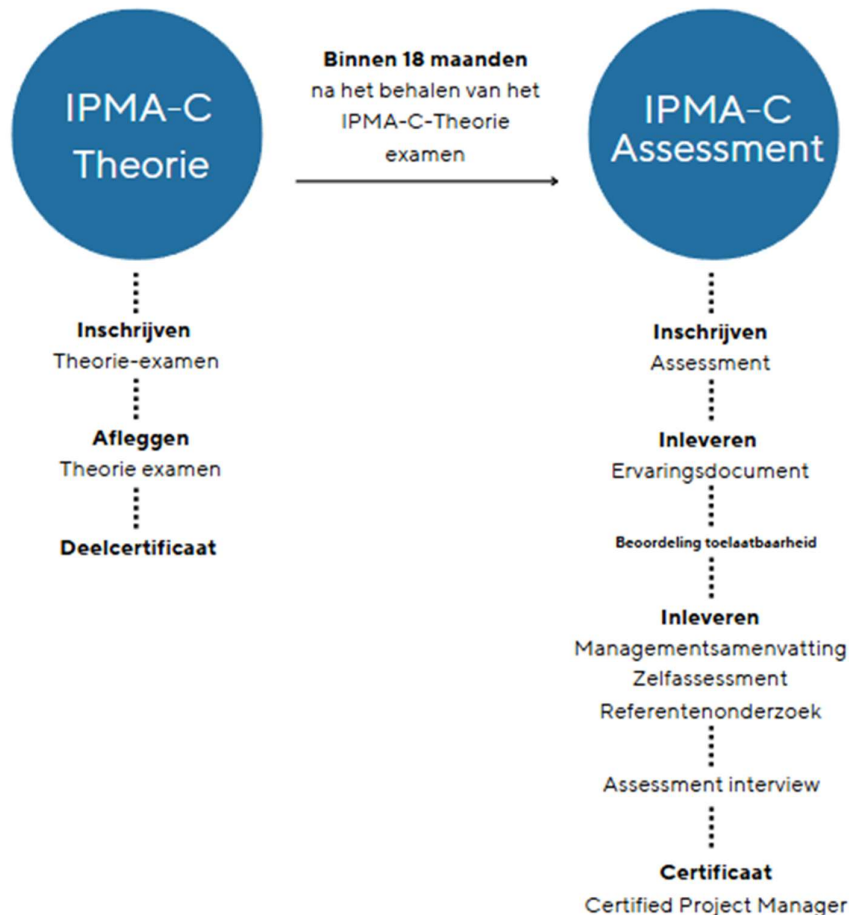 IPMA-C
Theorie
Binnen 18 maanden
na het behalen van het
IPMA-C-Theorie
examen
IPMA-C
Assessment
Inschrijven
Theorie-examen
Afleggen
Theorie examen
Deelcertificaat
Inschrijven
Assessment
Inleveren
Ervaringsdocument
Beoordeling toelaatbaarheid
Inleveren
Managementsamenvatting
Zelfassessment
Referentenonderzoek
Assessment interview
Certificaat
Certified Project Manager